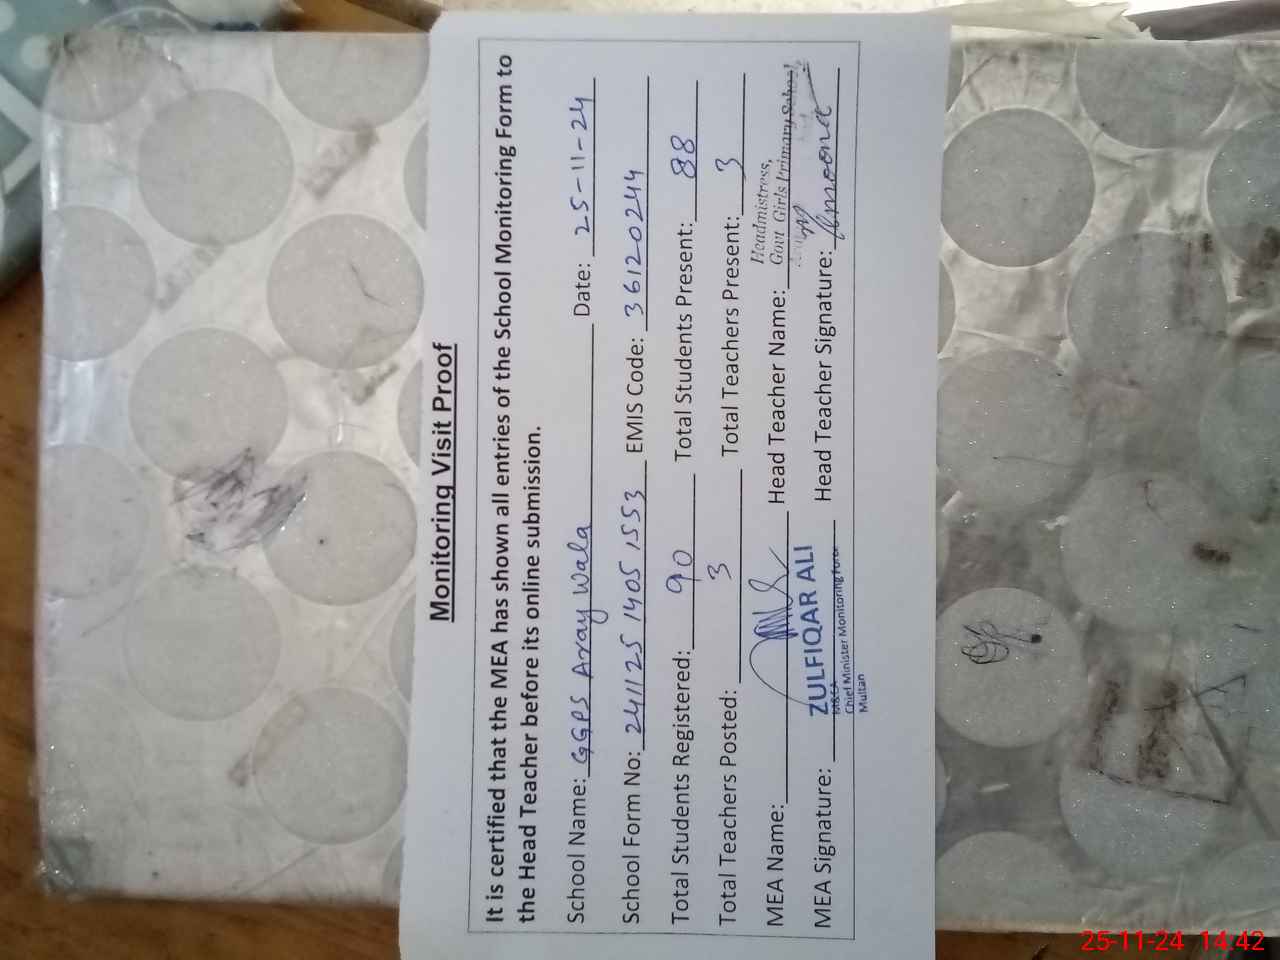 Monitoring Visit Proof
It is certified that the MEA has shown all entries of the School Monitoring Form to
the Head Teacher before its online submission.
School Name: GGPS Array Wala Date: 25-11-24
School Form No: 241125 1405 1553 EMIS Code: 36120244
Total Students Registered: 90 Total Students Present: 88
Total Teachers Posted: 3 Total Teachers Present: 3
Headmistress,
Govt Girls Primary School,
MEA Name: Head Teacher Name:
MEA Signature: Head Teacher Signature:
ZULFIQAR ALI
M&EA
Chief Minister Monitoring Force
Multan
25-11-24 14:42